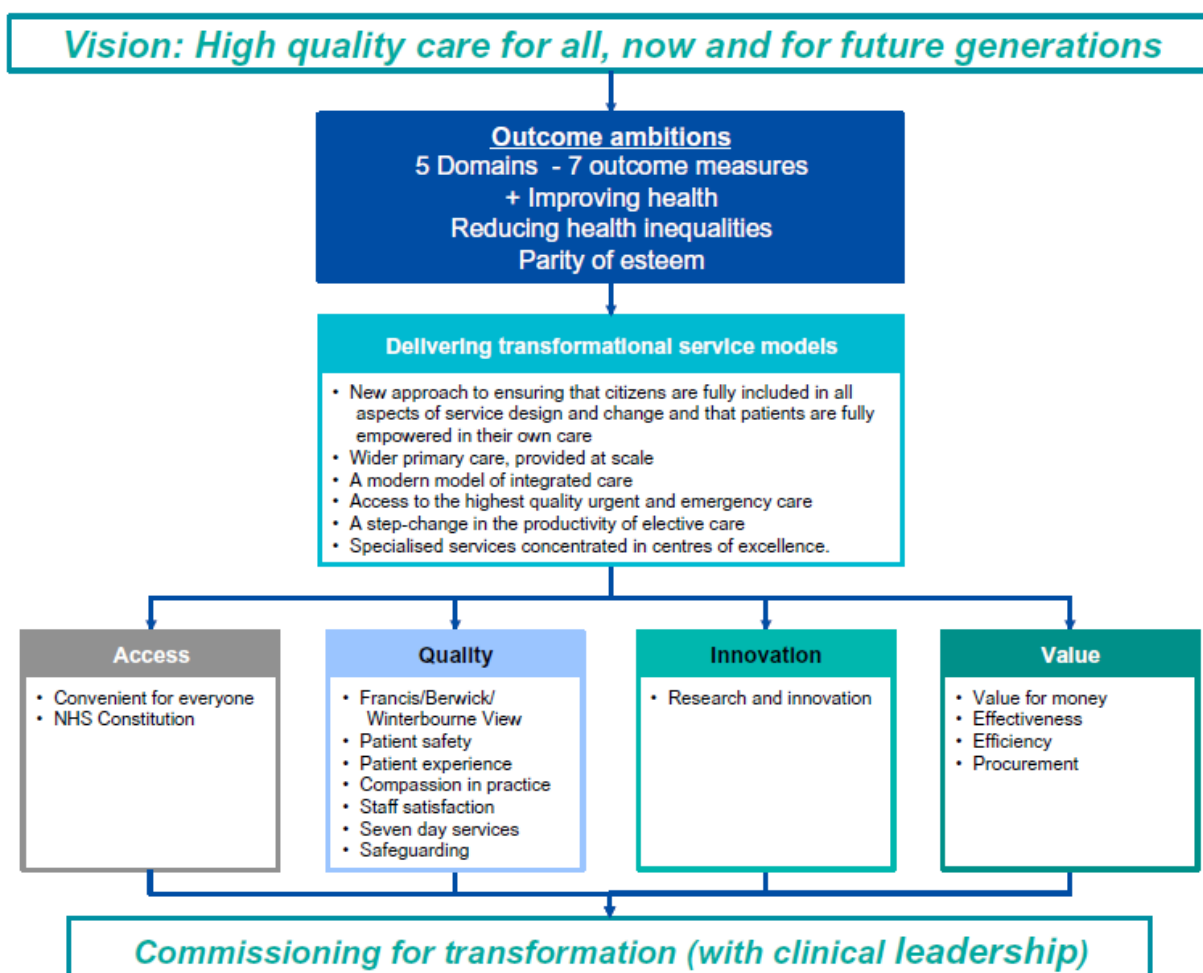 Vision: High quality care for all, now and for future generations
Outcome ambitions
5 Domains - 7 outcome measures
+ Improving health
Reducing health inequalities
Parity of esteem
Delivering transformational service models
• New approach to ensuring that citizens are fully included in all
aspects of service design and change and that patients are fully
empowered in their own care
• Wider primary care, provided at scale
• A modern model of integrated care
• Access to the highest quality urgent and emergency care
• A step-change in the productivity of elective care
• Specialised services concentrated in centres of excellence.
Access
• Convenient for everyone
• NHS Constitution
Quality
• Francis/Berwick/
Winterbourne View
• Patient safety
• Patient experience
• Compassion in practice
• Staff satisfaction
• Seven day services
• Safeguarding
Innovation
• Research and innovation
Value
• Value for money
• Effectiveness
• Efficiency
• Procurement
Commissioning for transformation (with clinical leadership)